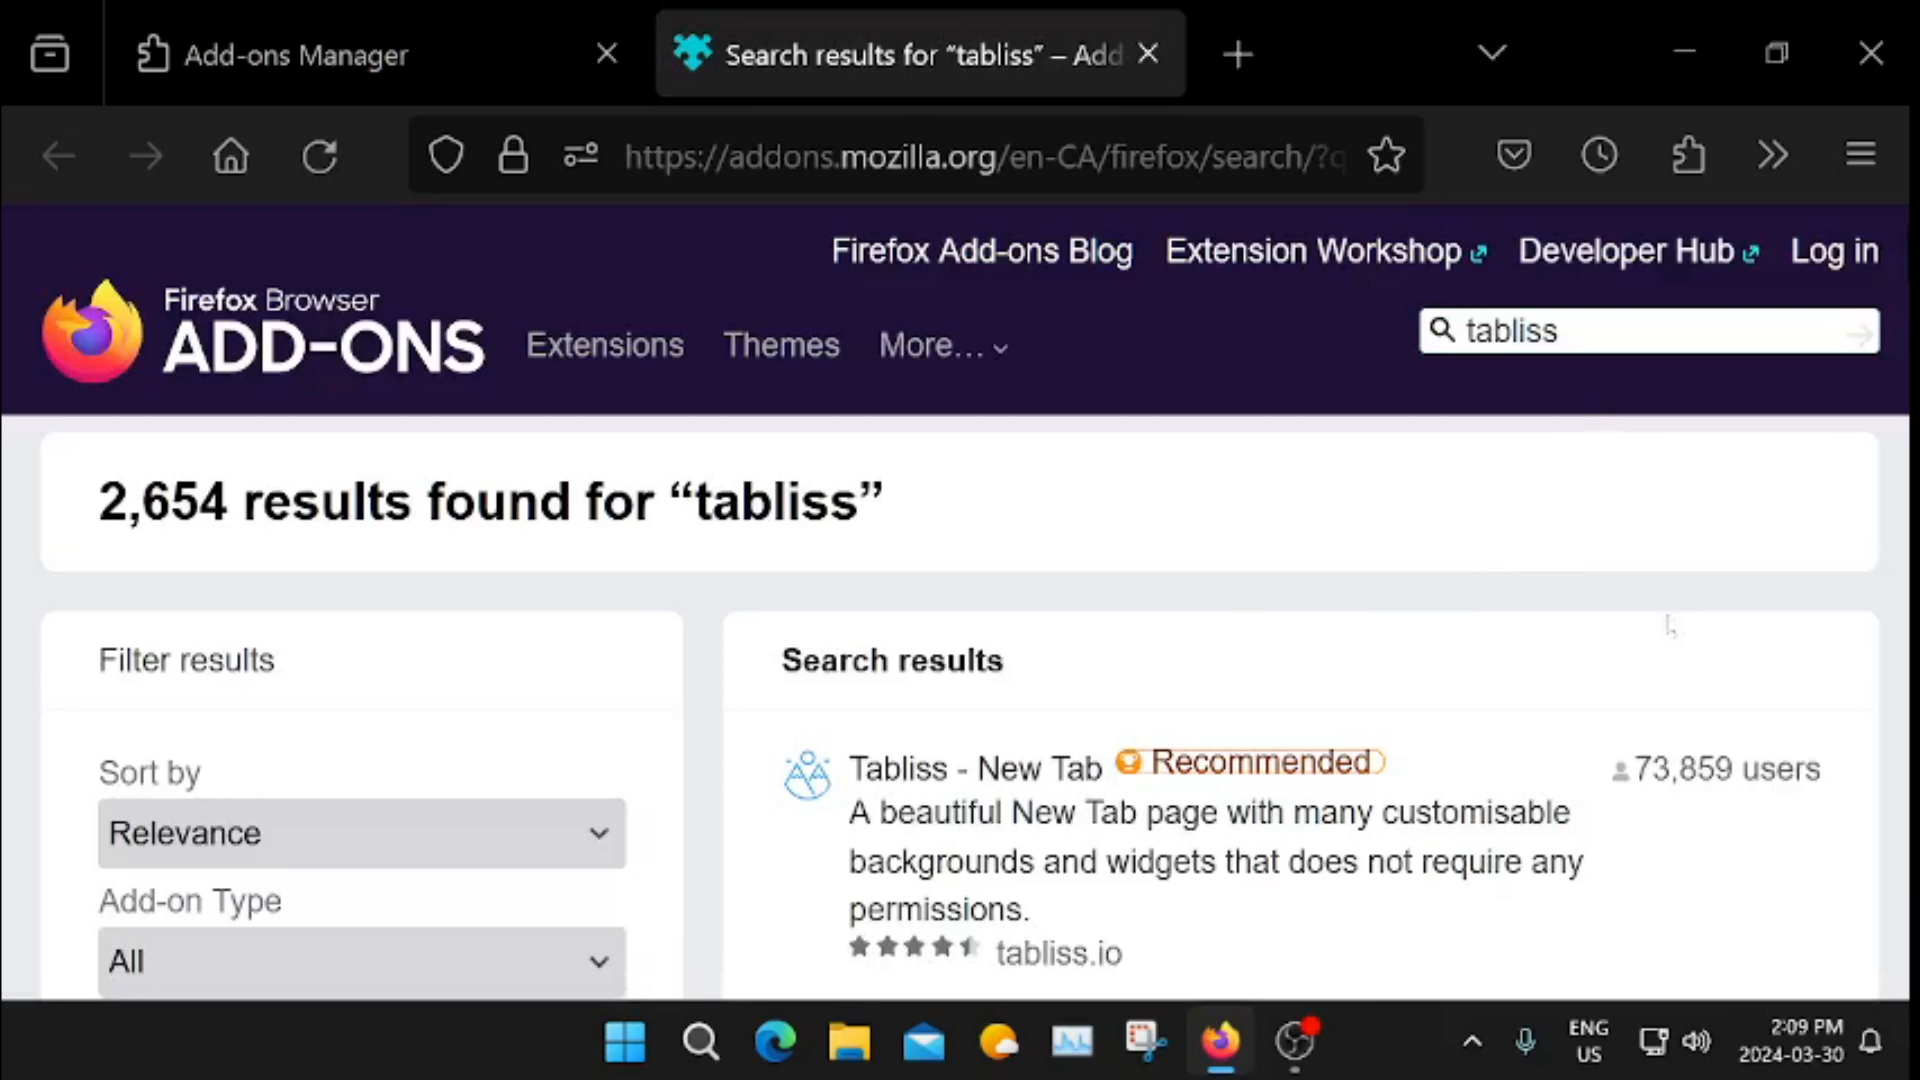 Add-ons Manager
Search results for “tabliss” – Add
https://addons.mozilla.org/en-CA/firefox/search/?q
Firefox Add-ons Blog
Extension Workshop
Developer Hub
Log in
Firefox Browser
ADD-ONS
Extensions
Themes
More…
tabliss
2,654 results found for “tabliss”
Filter results
Search results
Sort by
Relevance
Add-on Type
All
Tabliss - New Tab
Recommended
73,859 users
A beautiful New Tab page with many customisable
backgrounds and widgets that does not require any
permissions.
tabliss.io
ENG
US
2:09 PM
2024-03-30